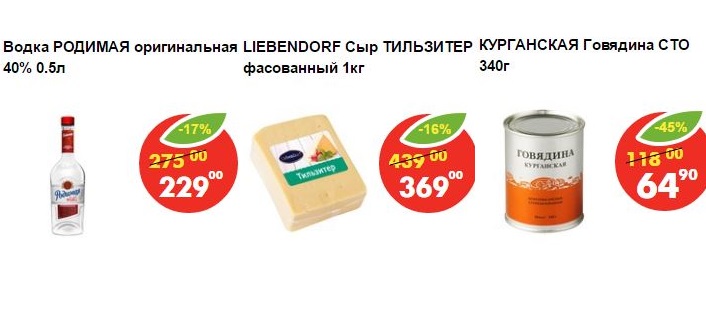 Водка РОДИМАЯ оригинальная
40% 0.5л
-17%
275 00
229 00
Родимая
LIEBENDORF Сыр ТИЛЬЗИТЕР
фасованный 1кг
-16%
439 00
369 00
Тильзитер
КУРГАНСКАЯ Говядина СТО
340г
-45%
118 00
64 90
ГОВЯДИНА
КУРГАНСКАЯ